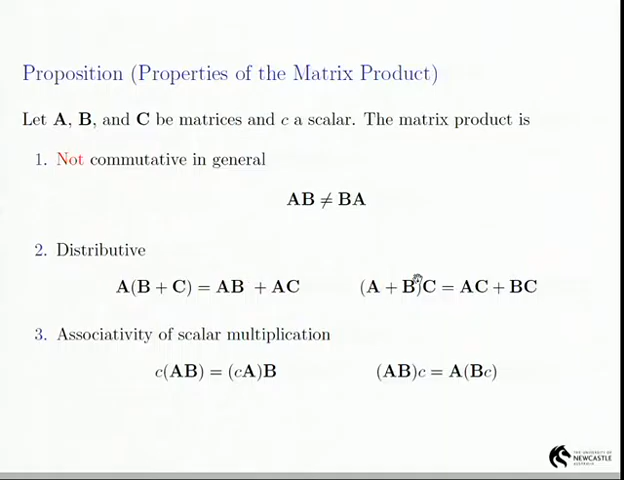 Proposition (Properties of the Matrix Product)
Let A, B, and C be matrices and c a scalar. The matrix product is
1. Not commutative in general
AB ≠ BA
2. Distributive
A(B + C) = AB + AC (A + B)C = AC + BC
3. Associativity of scalar multiplication
c(AB) = (cA)B (AB)c = A(Bc)
THE UNIVERSITY OF
NEWCASTLE
AUSTRALIA